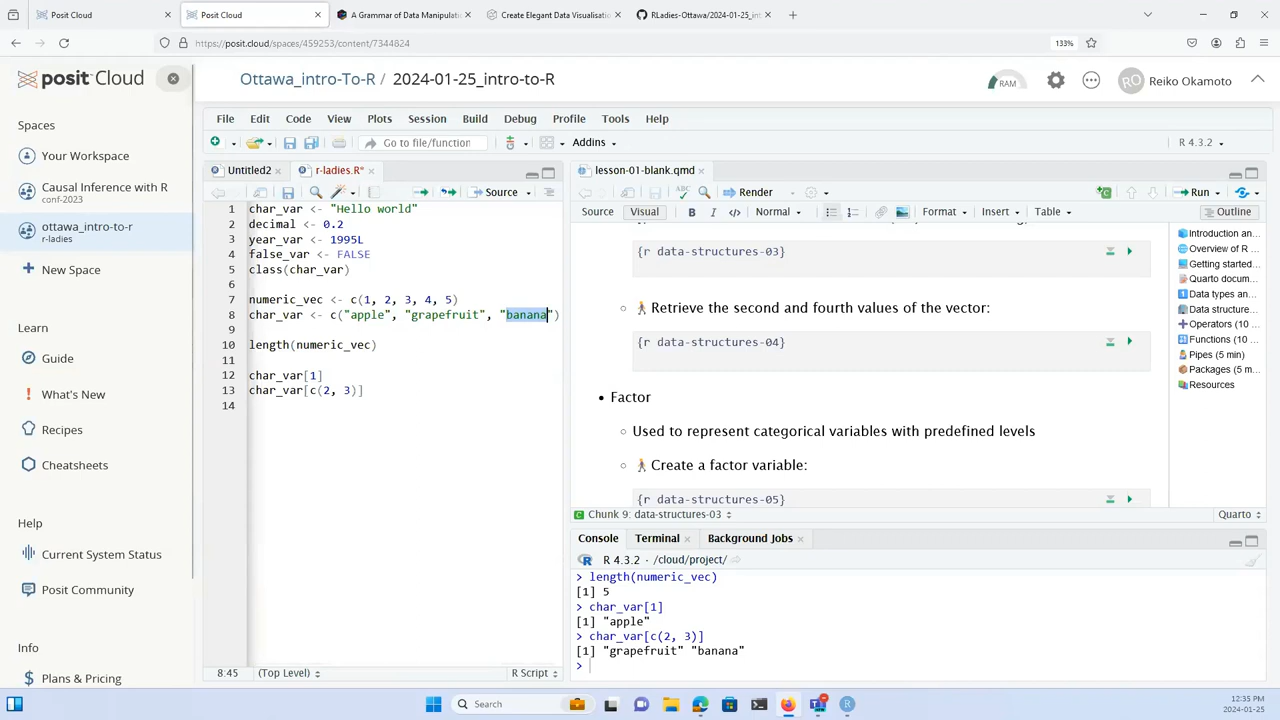 Posit Cloud
Posit Cloud
A Grammar of Data Manipulati
Create Elegant Data Visualisatio
RLadies-Ottawa/2024-01-25_int
https://posit.cloud/spaces/459253/content/7344824
133%
posit Cloud
Ottawa_intro-To-R / 2024-01-25_intro-to-R
RAM
RO
Reiko Okamoto
Spaces
Your Workspace
Causal Inference with R
conf-2023
ottawa_intro-to-r
r-ladies
New Space
Learn
Guide
What's New
Recipes
Cheatsheets
Help
Current System Status
Posit Community
Info
Plans & Pricing
File Edit Code View Plots Session Build Debug Profile Tools Help
Go to file/function
Addins
R 4.3.2
Untitled2
r-ladies.R*
Source
1 char_var <- "Hello world"
2 decimal <- 0.2
3 year_var <- 1995L
4 false_var <- FALSE
5 class(char_var)
6
7 numeric_vec <- c(1, 2, 3, 4, 5)
8 char_var <- c("apple", "grapefruit", "banana")
9
10 length(numeric_vec)
11
12 char_var[1]
13 char_var[c(2, 3)]
14
8:45 (Top Level) R Script
lesson-01-blank.qmd
ABC Render Run
Source Visual B I </> Normal Format Insert Table Outline
{r data-structures-03}
Retrieve the second and fourth values of the vector:
{r data-structures-04}
• Factor
Used to represent categorical variables with predefined levels
Create a factor variable:
{r data-structures-05}
Introduction an...
Overview of R ...
Getting started...
Quarto docume...
Data types an...
Data structure...
Operators (10 ...
Functions (10 ...
Pipes (5 min)
Packages (5 m...
Resources
C Chunk 9: data-structures-03
Quarto
Console Terminal Background Jobs
R 4.3.2 · /cloud/project/
> length(numeric_vec)
[1] 5
> char_var[1]
[1] "apple"
> char_var[c(2, 3)]
[1] "grapefruit" "banana"
>
Search
12:35 PM
2024-01-25